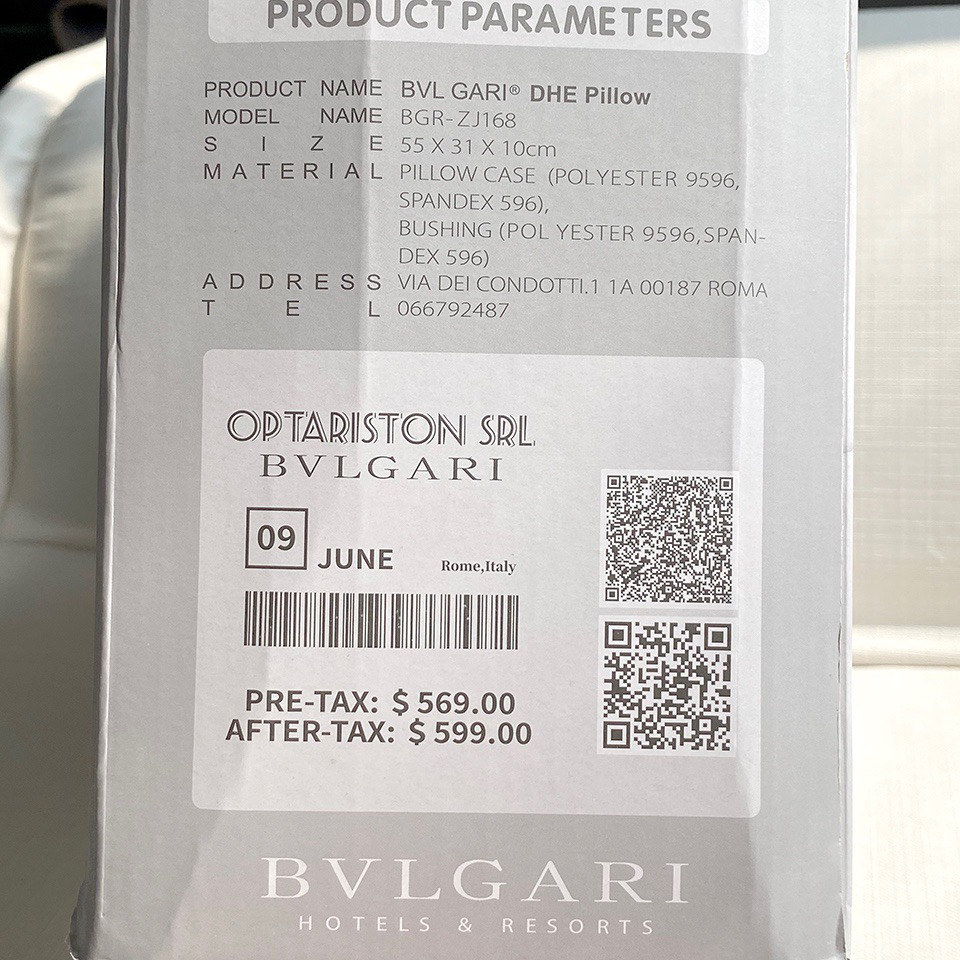 PRODUCT PARAMETERS
PRODUCT NAME BVL GARI® DHE Pillow
MODEL NAME BGR-ZJ168
SIZE 55 X 31 X 10cm
MATERIAL PILLOW CASE (POLYESTER 9596,
SPANDEX 596),
BUSHING (POL YESTER 9596,SPAN-
DEX 596)
ADDRESS VIA DEI CONDOTTI.1 1A 00187 ROMA
TEL 066792487
OPTARISTON SRL.
BVLGARI
09 JUNE Rome,Italy
PRE-TAX: $ 569.00
AFTER-TAX: $ 599.00
BVLGARI
HOTELS & RESORTS